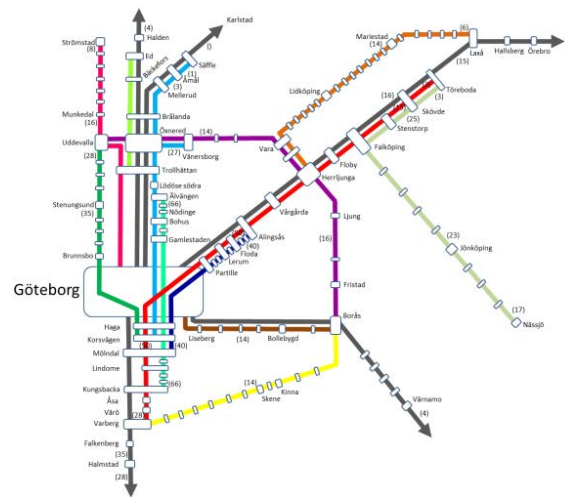 Karlstad
(4)
Halden
Strömstad
(8)
Ed
Bäckefors
()
Säffle
(1)
Åmål
(3)
Mellerud
Mariestad
(14)
(6)
Laxå
Hallsberg
Örebro
(15)
Lidköping
(16)
Töreboda
(3)
Skövde
(25)
Stenstorp
Munkedal
(16)
Brålanda
Öxnered
(14)
Uddevalla
(28)
(27)
Vänersborg
Vara
Floby
Falköping
Trollhättan
Herrljunga
Lödöse södra
Älvängen
(66)
Stenungsund
(35)
Nödinge
Bohus
Vårgårda
Ljung
Gamlestaden
Alingsås
(40)
Floda
Lerum
Partille
(16)
(23)
Jönköping
Brunnsbo
Göteborg
Fristad
(17)
Nässjö
Borås
Haga
Korsvägen
(50)
(40)
Mölndal
Liseberg
(14)
Bollebygd
Lindome
(66)
Kungsbacka
(14)
Kinna
Skene
Åsa
Värö
(28)
Varberg
Värnamo
(4)
Falkenberg
(35)
Halmstad
(28)